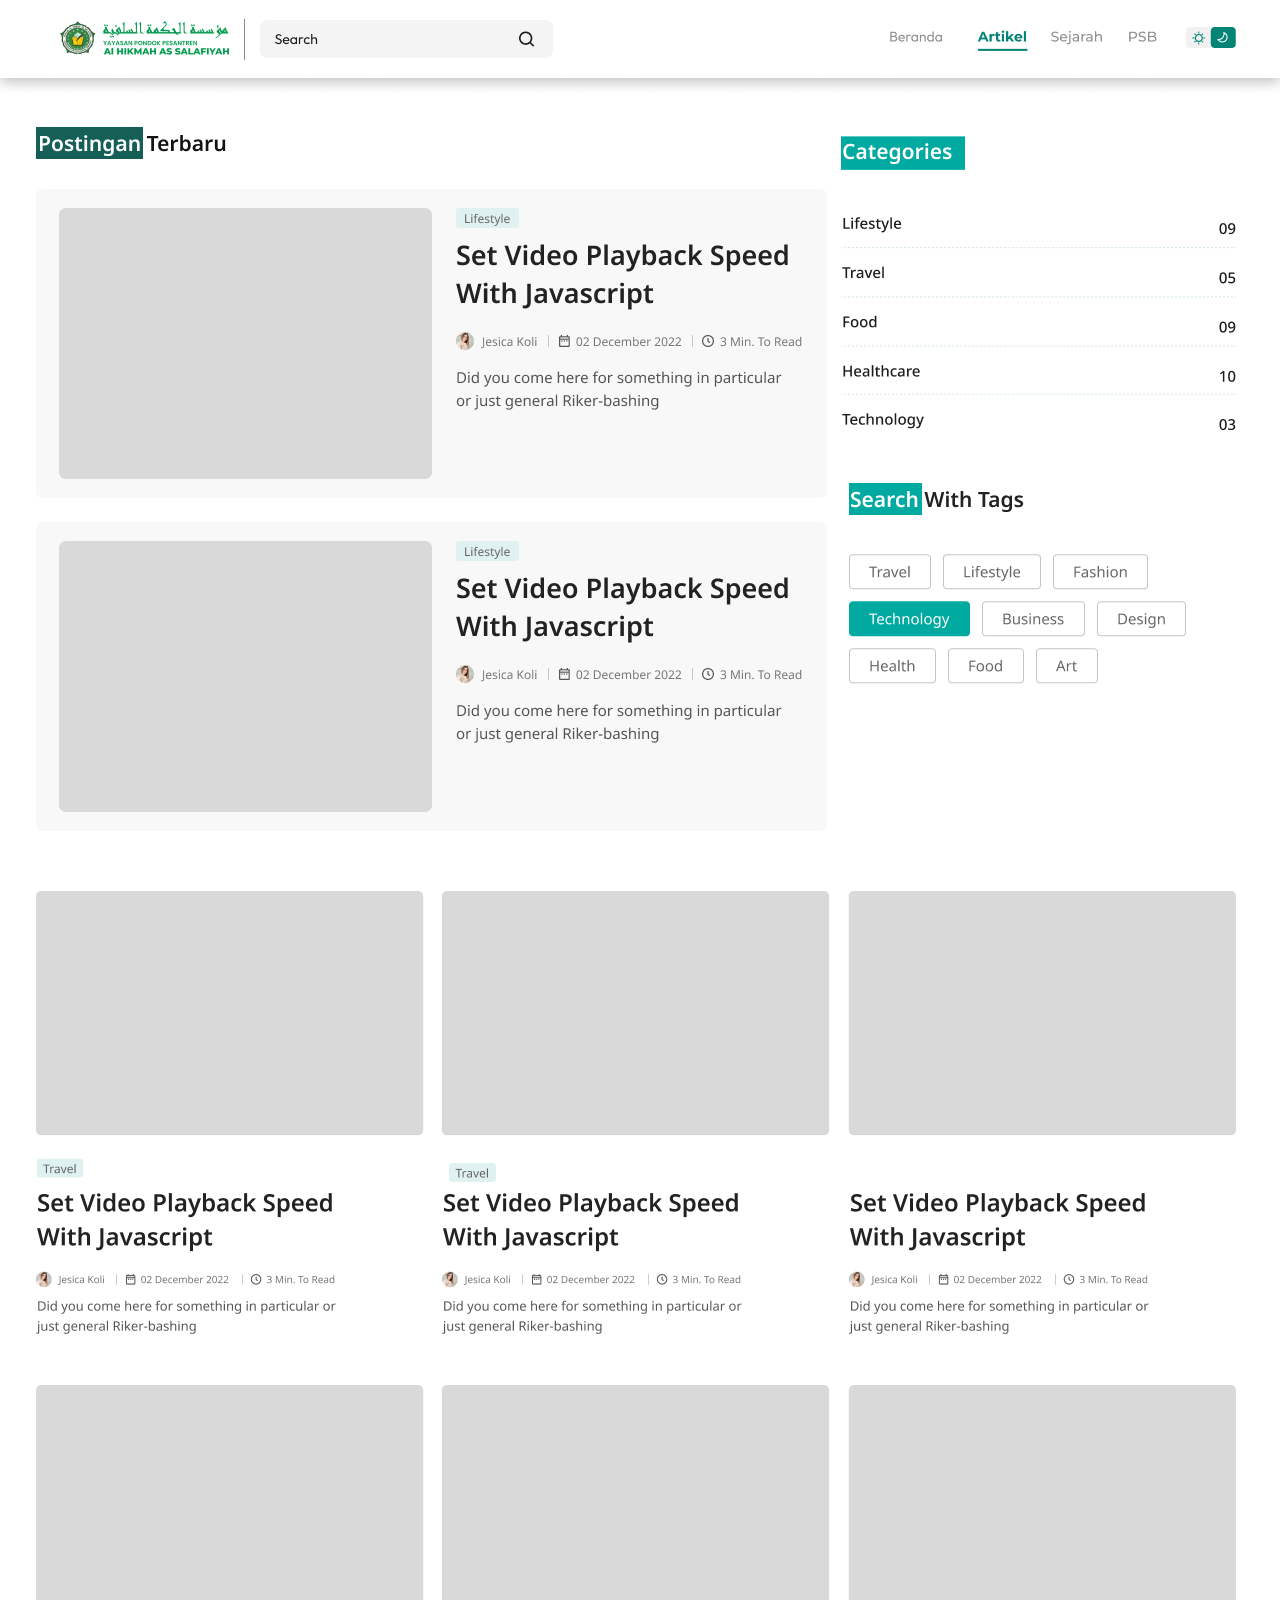 مؤسسة الحكمة السلفية
YAYASAN PONDOK PESANTREN
Al HIKMAH AS SALAFIYAH
Search
Beranda
Artikel
Sejarah
PSB
Postingan Terbaru
Lifestyle
Set Video Playback Speed
With Javascript
Jesica Koli
02 December 2022
3 Min. To Read
Did you come here for something in particular
or just general Riker-bashing
Lifestyle
Set Video Playback Speed
With Javascript
Jesica Koli
02 December 2022
3 Min. To Read
Did you come here for something in particular
or just general Riker-bashing
Categories
Lifestyle
09
Travel
05
Food
09
Healthcare
10
Technology
03
Search With Tags
Travel
Lifestyle
Fashion
Technology
Business
Design
Health
Food
Art
Travel
Set Video Playback Speed
With Javascript
Jesica Koli
02 December 2022
3 Min. To Read
Did you come here for something in particular or
just general Riker-bashing
Travel
Set Video Playback Speed
With Javascript
Jesica Koli
02 December 2022
3 Min. To Read
Did you come here for something in particular or
just general Riker-bashing
Set Video Playback Speed
With Javascript
Jesica Koli
02 December 2022
3 Min. To Read
Did you come here for something in particular or
just general Riker-bashing